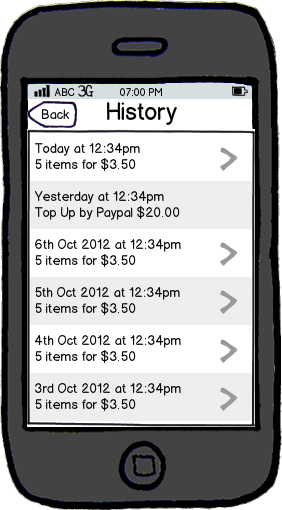 ABC 3G 07:00 PM
Back History
Today at 12:34pm
5 items for $3.50
Yesterday at 12:34pm
Top Up by Paypal $20.00
6th Oct 2012 at 12:34pm
5 items for $3.50
5th Oct 2012 at 12:34pm
5 items for $3.50
4th Oct 2012 at 12:34pm
5 items for $3.50
3rd Oct 2012 at 12:34pm
5 items for $3.50